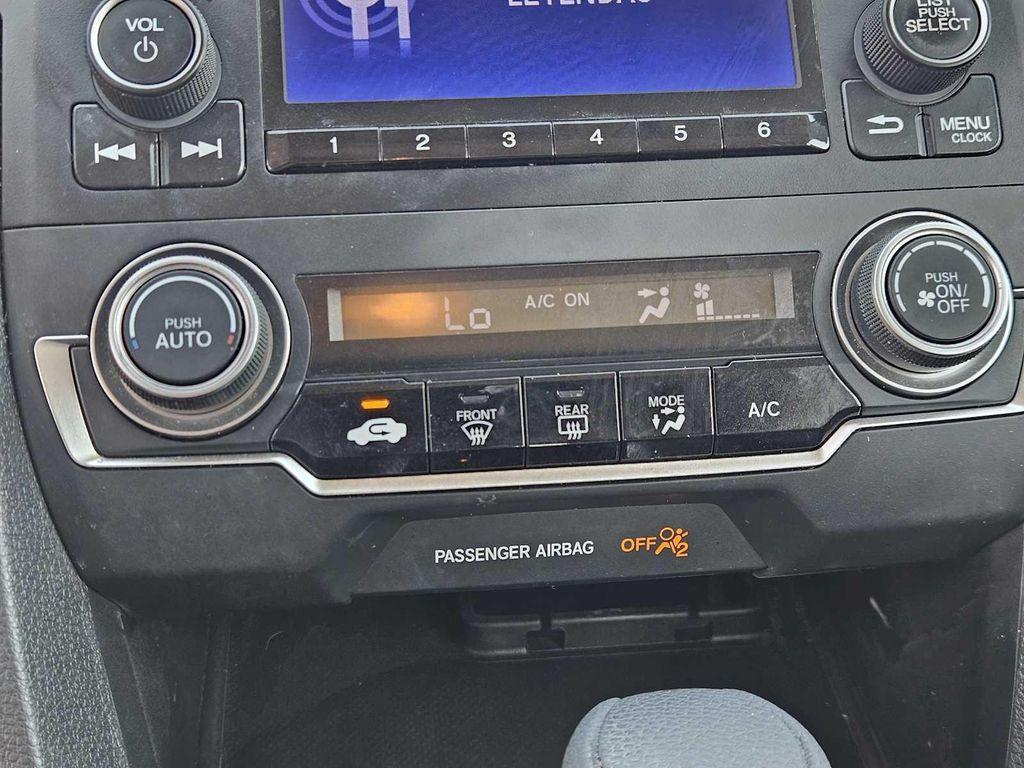 VOL
LIST
PUSH
SELECT
1 2 3 4 5 6
MENU
CLOCK
PUSH
AUTO
Lo
A/C ON
PUSH
ON/
OFF
FRONT
REAR
MODE
A/C
PASSENGER AIRBAG OFF 2